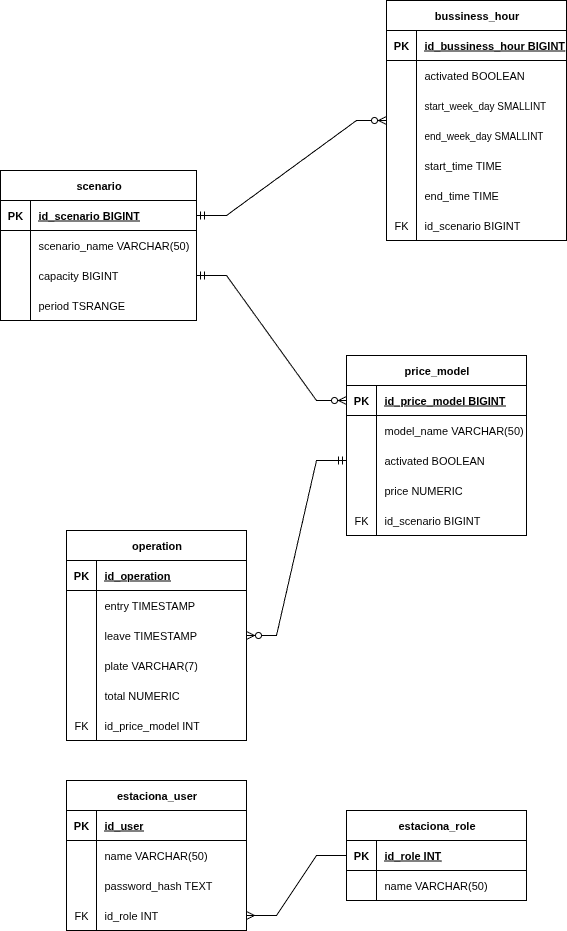 bussiness_hour
PK id_bussiness_hour BIGINT
activated BOOLEAN
start_week_day SMALLINT
end_week_day SMALLINT
start_time TIME
end_time TIME
FK id_scenario BIGINT
scenario
PK id_scenario BIGINT
scenario_name VARCHAR(50)
capacity BIGINT
period TSRANGE
price_model
PK id_price_model BIGINT
model_name VARCHAR(50)
activated BOOLEAN
price NUMERIC
FK id_scenario BIGINT
operation
PK id_operation
entry TIMESTAMP
leave TIMESTAMP
plate VARCHAR(7)
total NUMERIC
FK id_price_model INT
estaciona_user
PK id_user
name VARCHAR(50)
password_hash TEXT
FK id_role INT
estaciona_role
PK id_role INT
name VARCHAR(50)